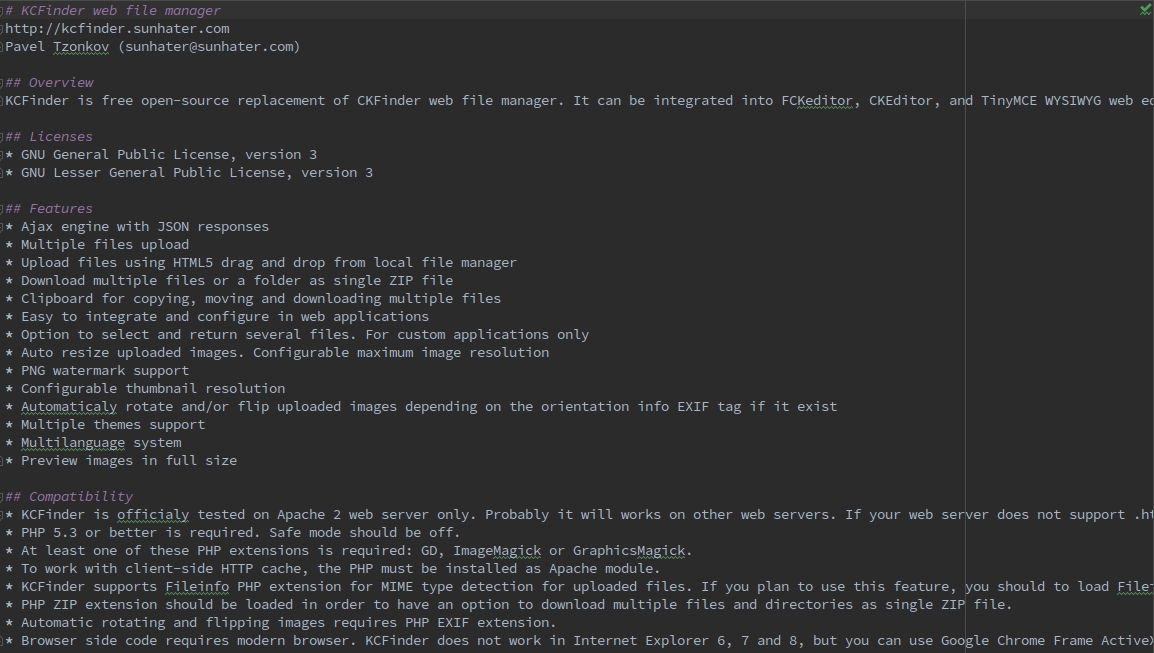 # KCFinder web file manager
http://kcfinder.sunhater.com
Pavel Tzonkov (sunhater@sunhater.com)
## Overview
KCFinder is free open-source replacement of CKFinder web file manager. It can be integrated into FCKeditor, CKEditor, and TinyMCE WYSIWYG web
## Licenses
* GNU General Public License, version 3
* GNU Lesser General Public License, version 3
## Features
* Ajax engine with JSON responses
* Multiple files upload
* Upload files using HTML5 drag and drop from local file manager
* Download multiple files or a folder as single ZIP file
* Clipboard for copying, moving and downloading multiple files
* Easy to integrate and configure in web applications
* Option to select and return several files. For custom applications only
* Auto resize uploaded images. Configurable maximum image resolution
* PNG watermark support
* Configurable thumbnail resolution
* Automaticaly rotate and/or flip uploaded images depending on the orientation info EXIF tag if it exist
* Multiple themes support
* Multilanguage system
* Preview images in full size
## Compatibility
* KCFinder is officialy tested on Apache 2 web server only. Probably it will works on other web servers. If your web server does not support
* PHP 5.3 or better is required. Safe mode should be off.
* At least one of these PHP extensions is required: GD, ImageMagick or GraphicsMagick.
* To work with client-side HTTP cache, the PHP must be installed as Apache module.
* KCFinder supports Fileinfo PHP extension for MIME type detection for uploaded files. If you plan to use this feature, you should to load
* PHP ZIP extension should be loaded in order to have an option to download multiple files and directories as single ZIP file.
* Automatic rotating and flipping images requires PHP EXIF extension.
* Browser side code requires modern browser. KCFinder does not work in Internet Explorer 6, 7 and 8, but you can use Google Chrome Frame